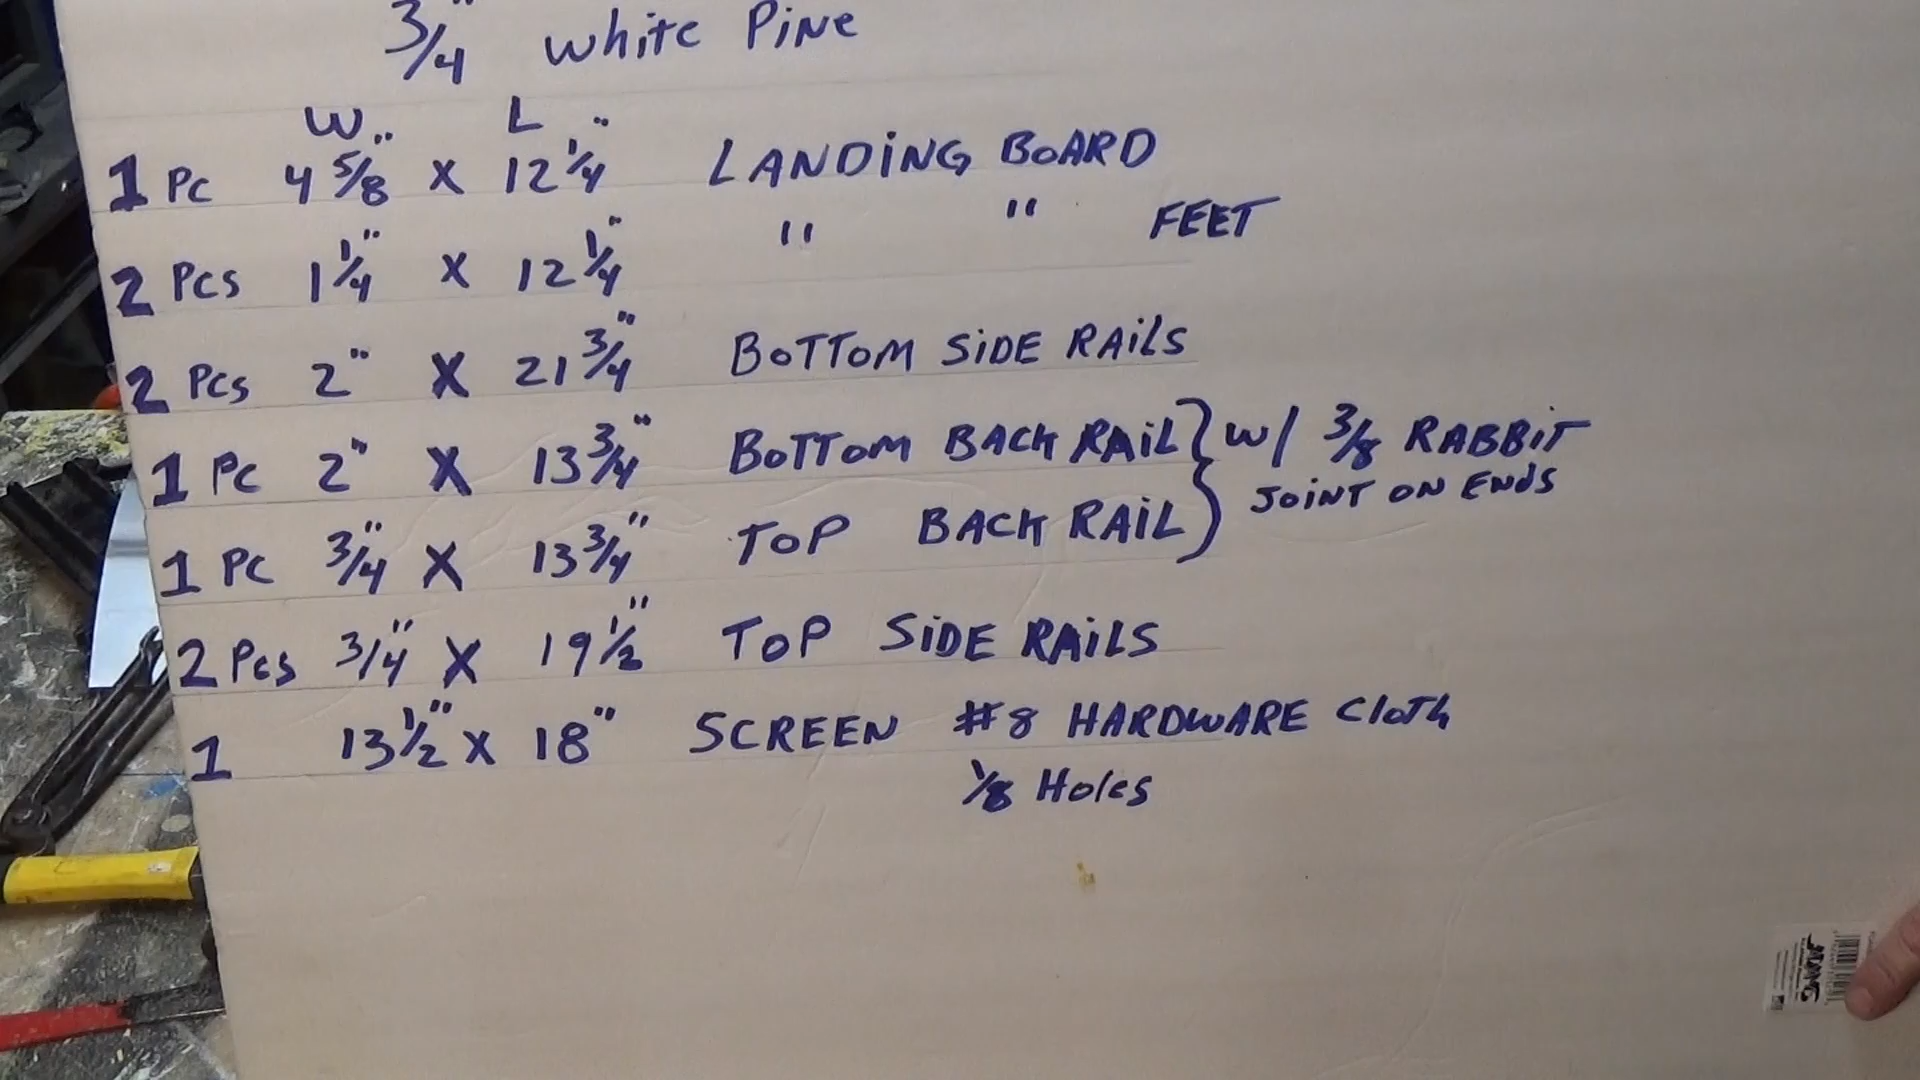 3/4" White Pine
W L
1 Pc 4 5/8" X 12 1/4" LANDING BOARD
2 Pcs 1 1/4" X 12 1/4" " " FEET
2 Pcs 2" X 21 3/4" BOTTOM SIDE RAILS
1 Pc 2" X 13 3/4" BOTTOM BACK RAIL } W/ 3/8 RABBIT
JOINT ON ENDS
1 PC 3/4" X 13 3/4" TOP BACK RAIL }
2 Pcs 3/4" X 19 1/2" TOP SIDE RAILS
1 13 1/2" X 18" SCREEN #8 HARDWARE Cloth
1/8 Holes